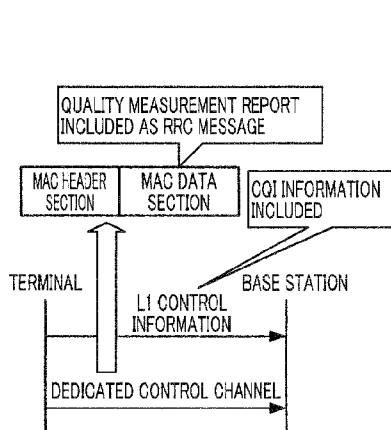 QUALITY MEASUREMENT REPORT
INCLUDED AS RRC MESSAGE
MAC HEADER
SECTION
MAC DATA
SECTION
CQI INFORMATION
INCLUDED
TERMINAL
BASE STATION
L1 CONTROL
INFORMATION
DEDICATED CONTROL CHANNEL